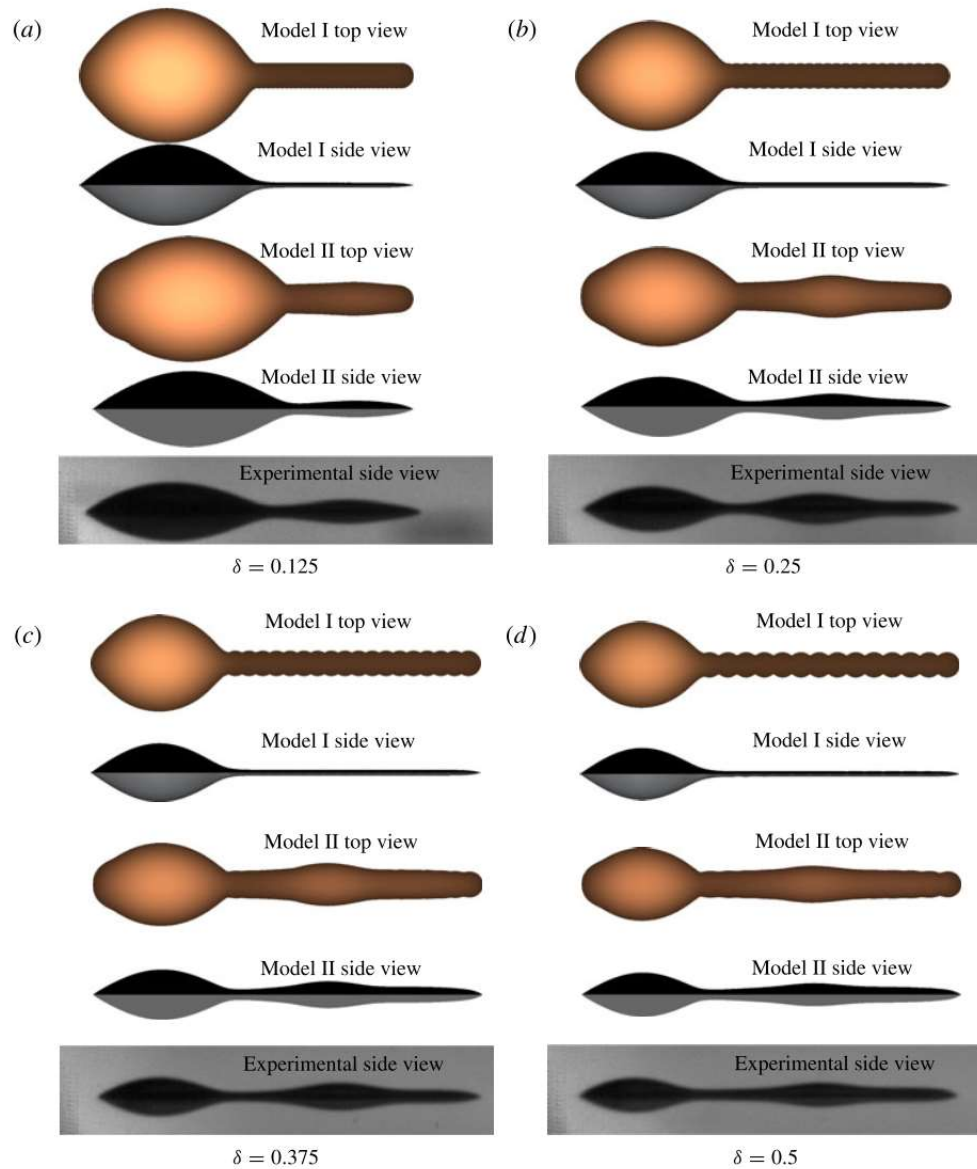 (a)
Model I top view
Model I side view
Model II top view
Model II side view
Experimental side view
δ = 0.125
(b)
Model I top view
Model I side view
Model II top view
Model II side view
Experimental side view
δ = 0.25
(c)
Model I top view
Model I side view
Model II top view
Model II side view
Experimental side view
δ = 0.375
(d)
Model I top view
Model I side view
Model II top view
Model II side view
Experimental side view
δ = 0.5